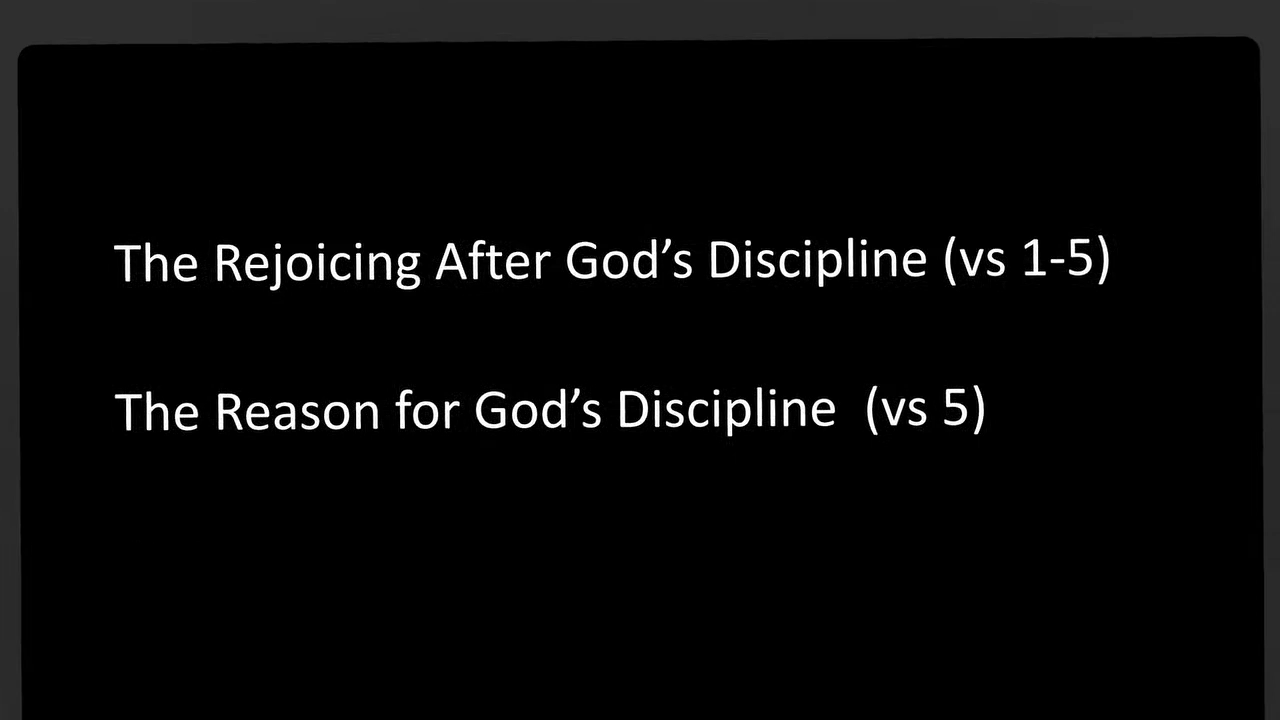 The Rejoicing After God’s Discipline (vs 1-5)
The Reason for God’s Discipline  (vs 5)